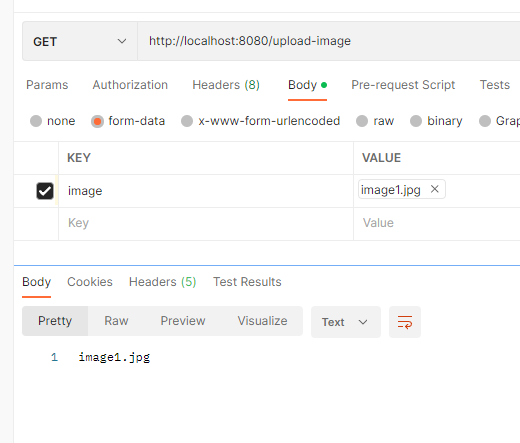 GET http://localhost:8080/upload-image
Params Authorization Headers (8) Body Pre-request Script Tests
none form-data x-www-form-urlencoded raw binary Grap
KEY VALUE
image image1.jpg
Key Value
Body Cookies Headers (5) Test Results
Pretty Raw Preview Visualize Text
1 image1.jpg